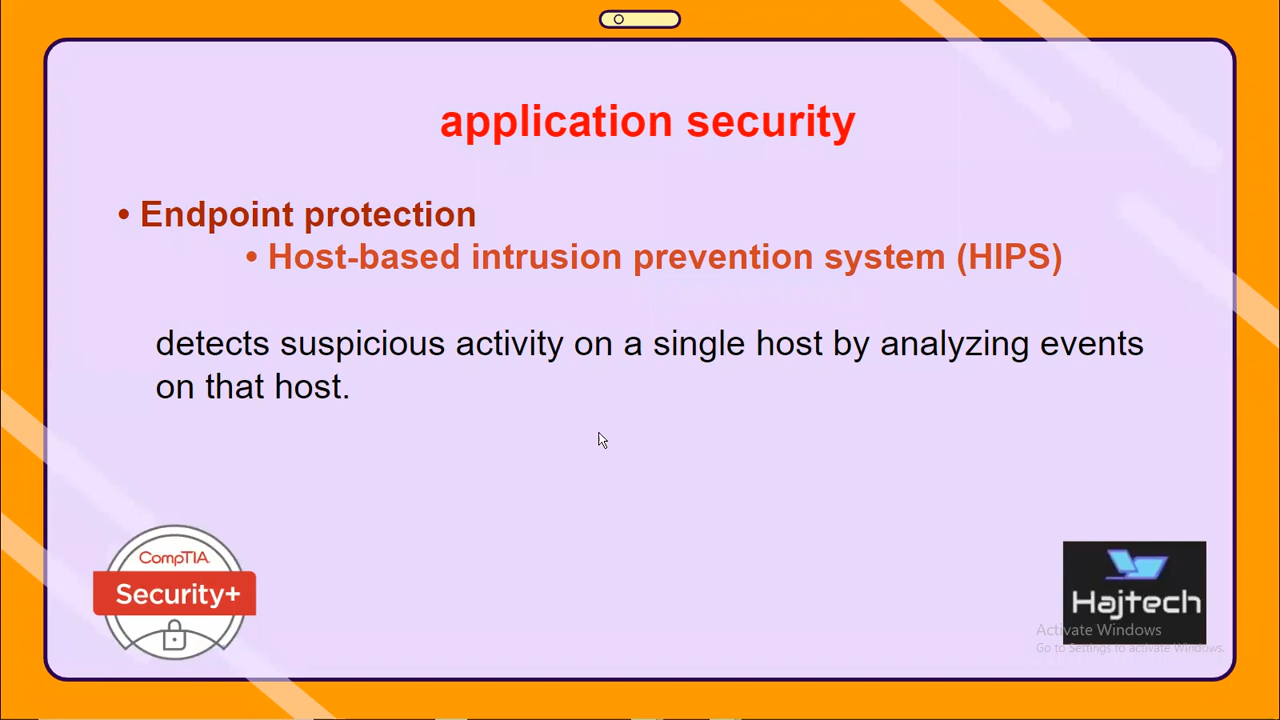 application security
• Endpoint protection
• Host-based intrusion prevention system (HIPS)
detects suspicious activity on a single host by analyzing events
on that host.
CompTIA
Security+
Hajtech
Activate Windows
Go to Settings to activate Windows.